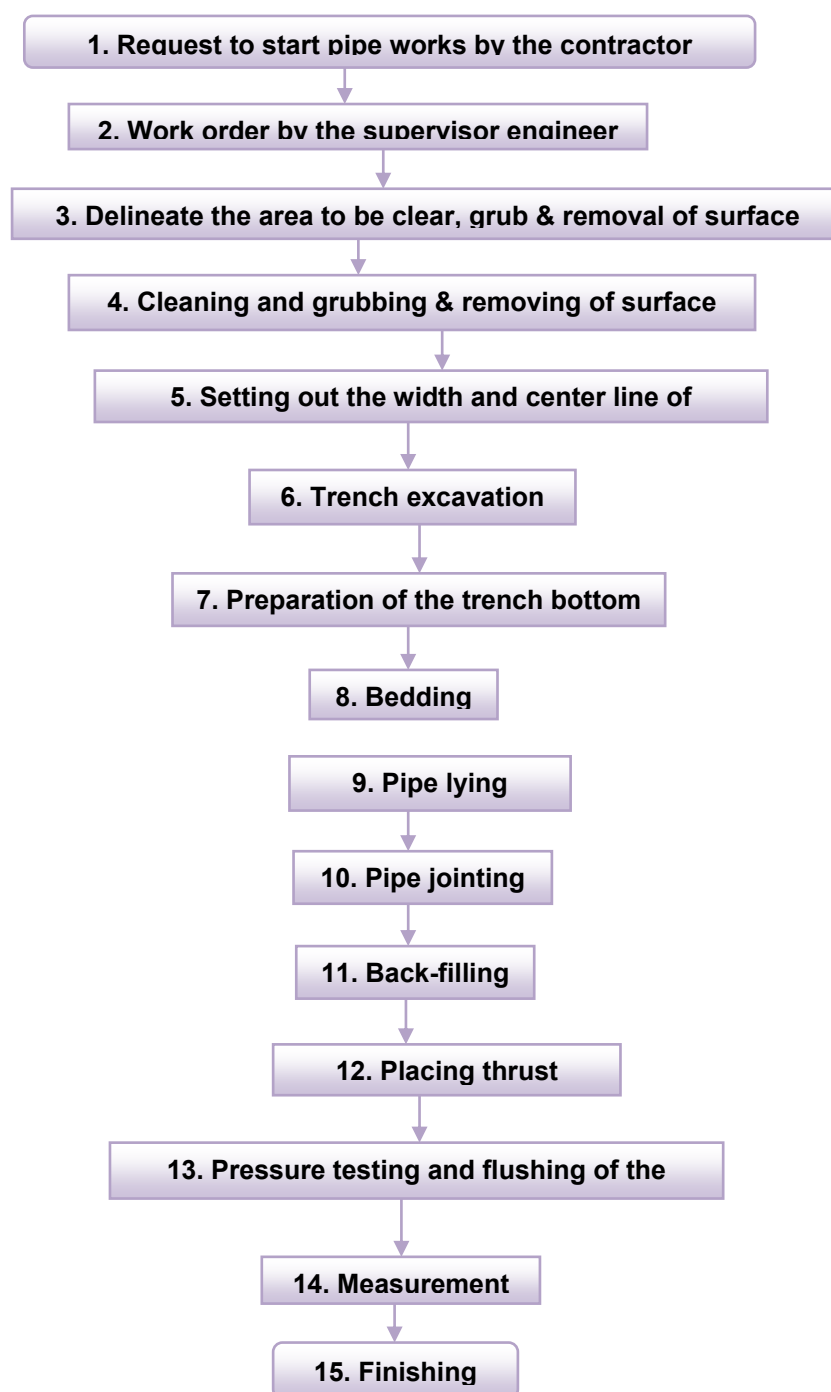 1. Request to start pipe works by the contractor
2. Work order by the supervisor engineer
3. Delineate the area to be clear, grub & removal of surface
4. Cleaning and grubbing & removing of surface
5. Setting out the width and center line of
6. Trench excavation
7. Preparation of the trench bottom
8. Bedding
9. Pipe lying
10. Pipe jointing
11. Back-filling
12. Placing thrust
13. Pressure testing and flushing of the
14. Measurement
15. Finishing